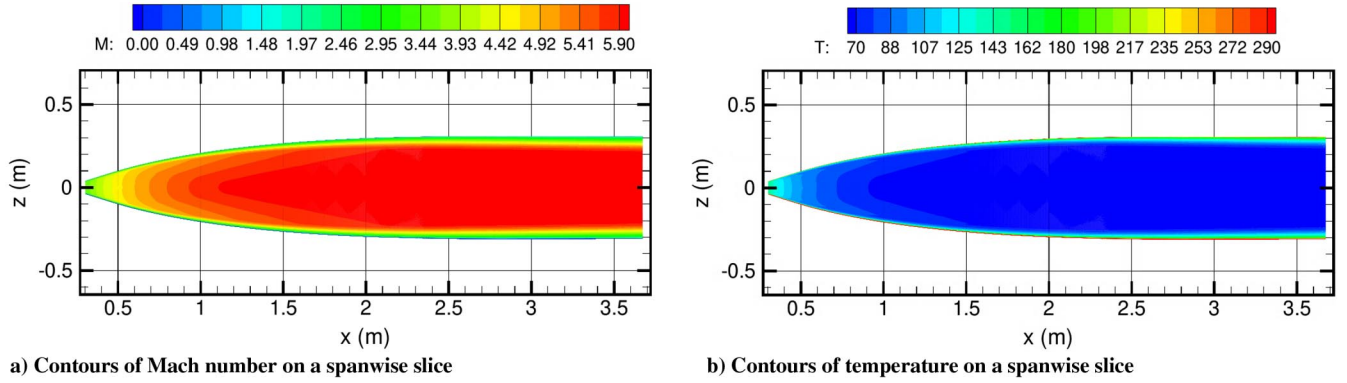 M: 0.00 0.49 0.98 1.48 1.97 2.46 2.95 3.44 3.93 4.42 4.92 5.41 5.90
z (m)
0.5
0
-0.5
0.5 1 1.5 2 2.5 3 3.5
x (m)
a) Contours of Mach number on a spanwise slice
T: 70 88 107 125 143 162 180 198 217 235 253 272 290
z (m)
0.5
0
-0.5
0.5 1 1.5 2 2.5 3 3.5
x (m)
b) Contours of temperature on a spanwise slice